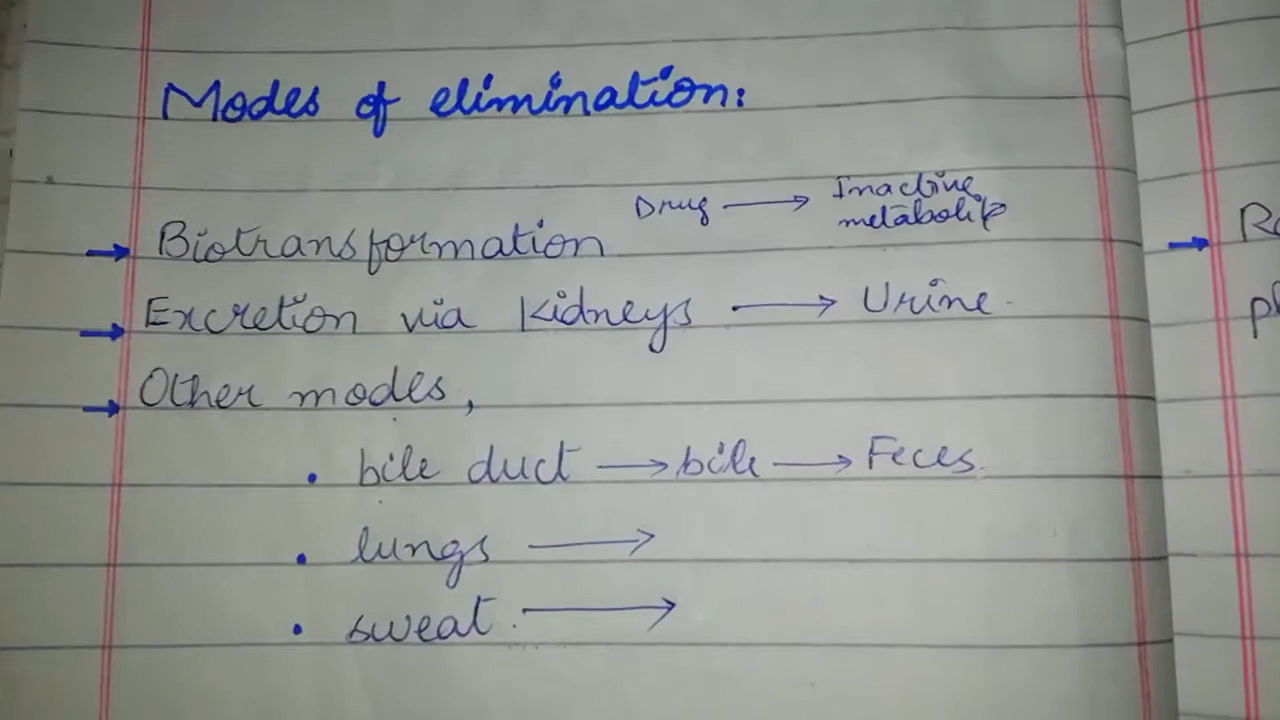 Modes of elimination:
Drug → Inactive
metabolite
→ Biotransformation
→ Excretion via Kidneys → Urine
→ Other modes,
• bile duct → bile → Feces.
• lungs →
• sweat. →
→